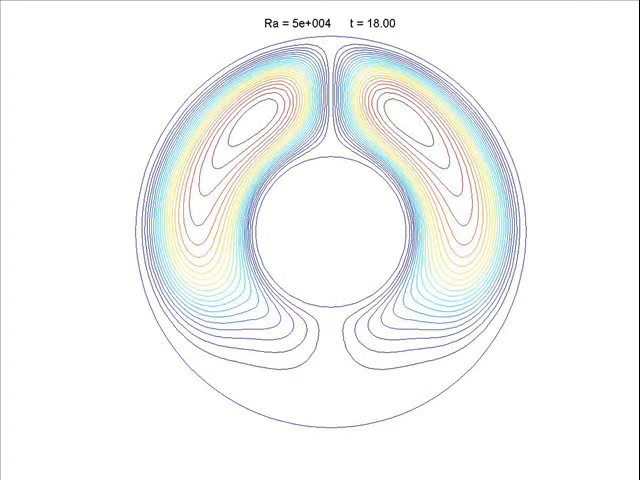 Ra = 5e+004 t = 18.00